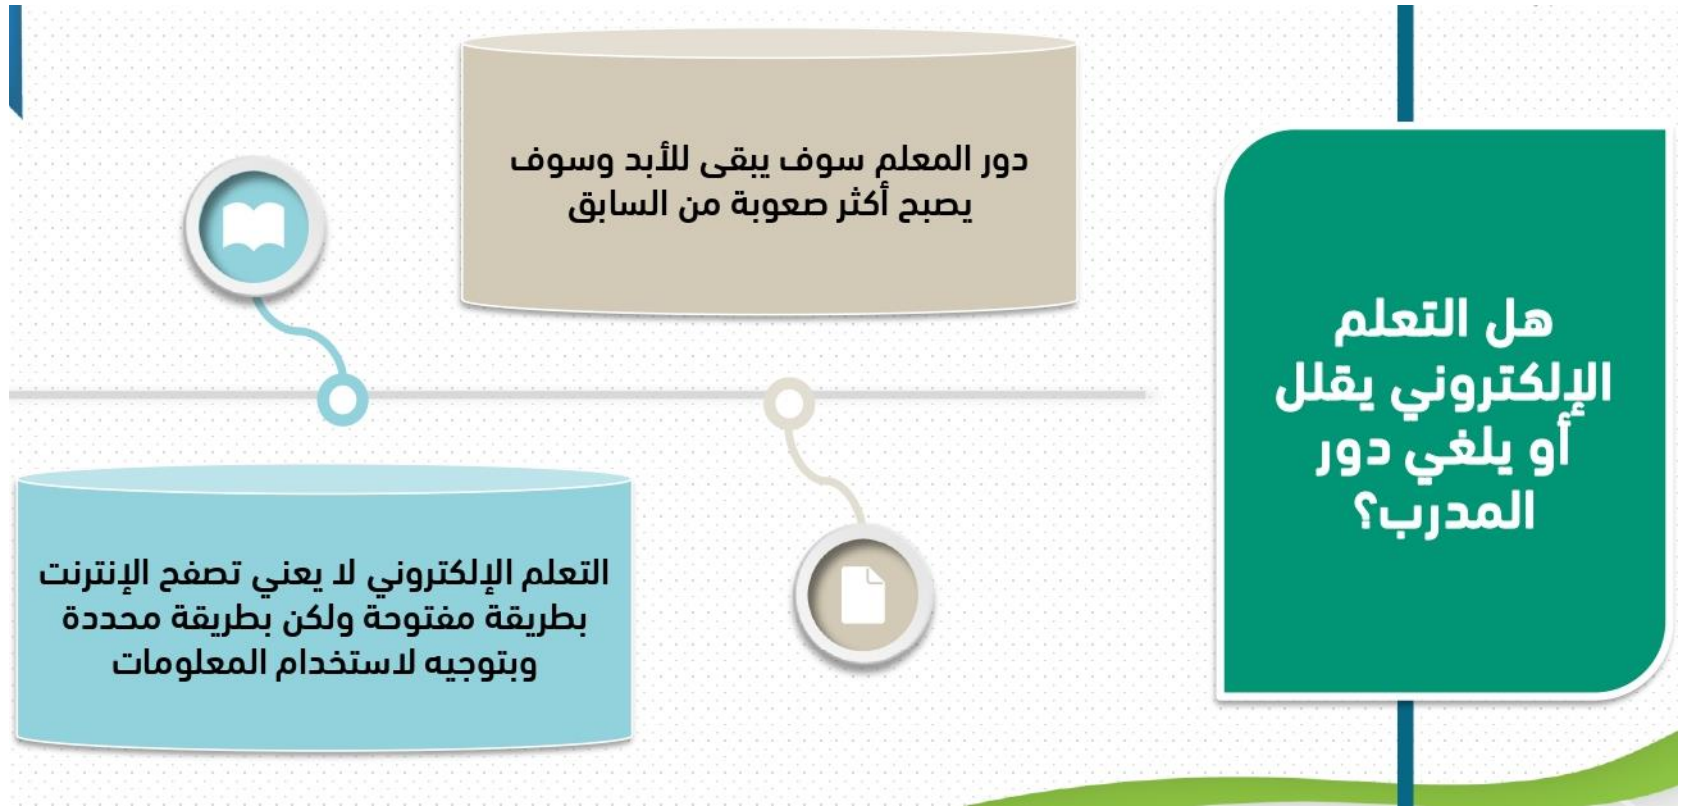 هل التعلم
الإلكتروني يقلل
أو يلغي دور
المدرب؟
دور المعلم سوف يبقى للأبد وسوف
يصبح أكثر صعوبة من السابق
التعلم الإلكتروني لا يعني تصفح الإنترنت
بطريقة مفتوحة ولكن بطريقة محددة
وبتوجيه لاستخدام المعلومات